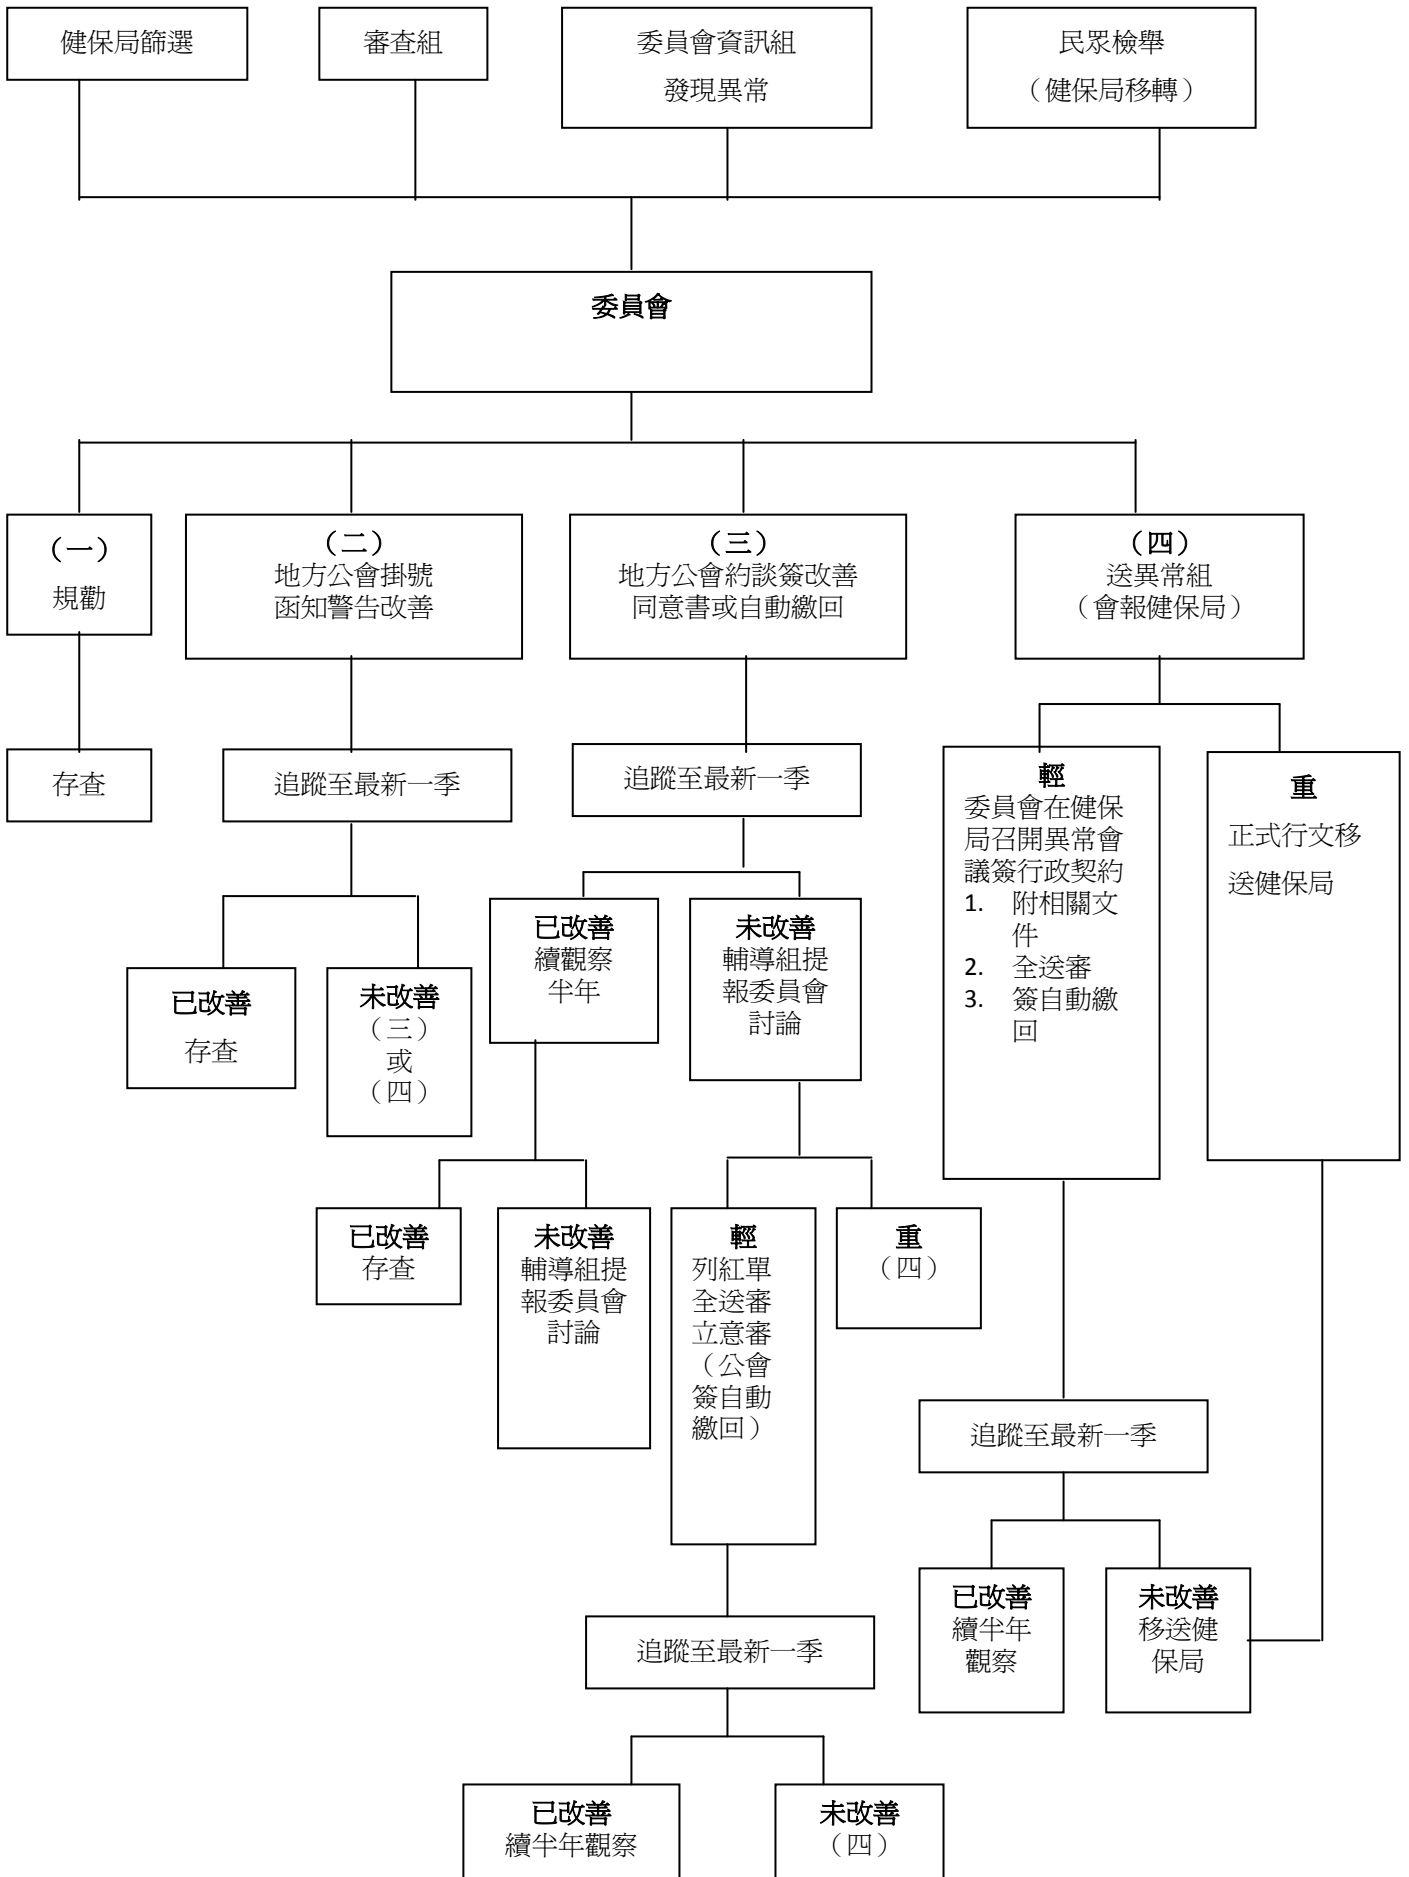 健保局篩選
審查組
委員會資訊組
發現異常
民眾檢舉
（健保局移轉）
委員會
（一）
規勸
（二）
地方公會掛號
函知警告改善
（三）
地方公會約談簽改善
同意書或自動繳回
（四）
送異常組
（會報健保局）
存查
追蹤至最新一季
追蹤至最新一季
輕
委員會在健保
局召開異常會
議簽行政契約
1. 附相關文
件
2. 全送審
3. 簽自動繳
回
重
正式行文移
送健保局
已改善
存查
未改善
（三）
或
（四）
已改善
續觀察
半年
未改善
輔導組提
報委員會
討論
已改善
存查
未改善
輔導組提
報委員會
討論
輕
列紅單
全送審
立意審
（公會
簽自動
繳回）
重
（四）
追蹤至最新一季
已改善
續半年
觀察
未改善
移送健
保局
追蹤至最新一季
已改善
續半年觀察
未改善
（四）